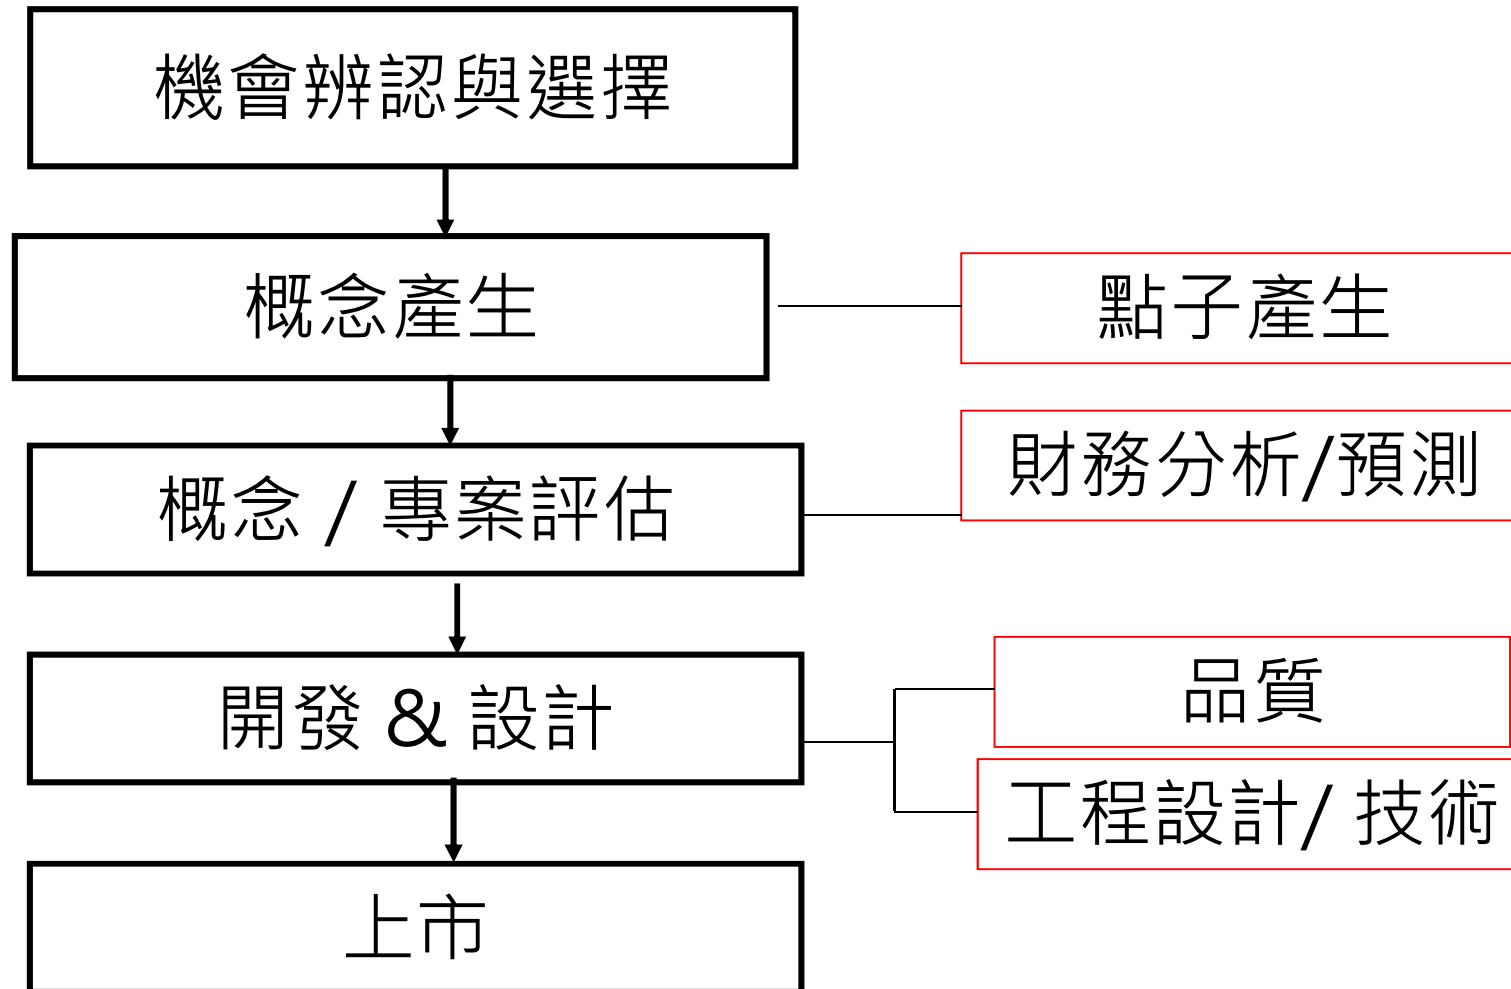 機會辨認與選擇
概念產生
點子產生
財務分析/預測
概念 / 專案評估
品質
開發 & 設計
工程設計/ 技術
上市